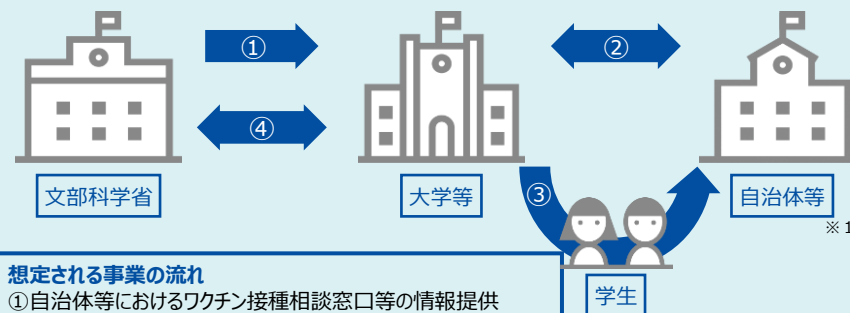 ①
②
④
③
文部科学省
大学等
自治体等
※1
学生
想定される事業の流れ
①自治体等におけるワクチン接種相談窓口等の情報提供